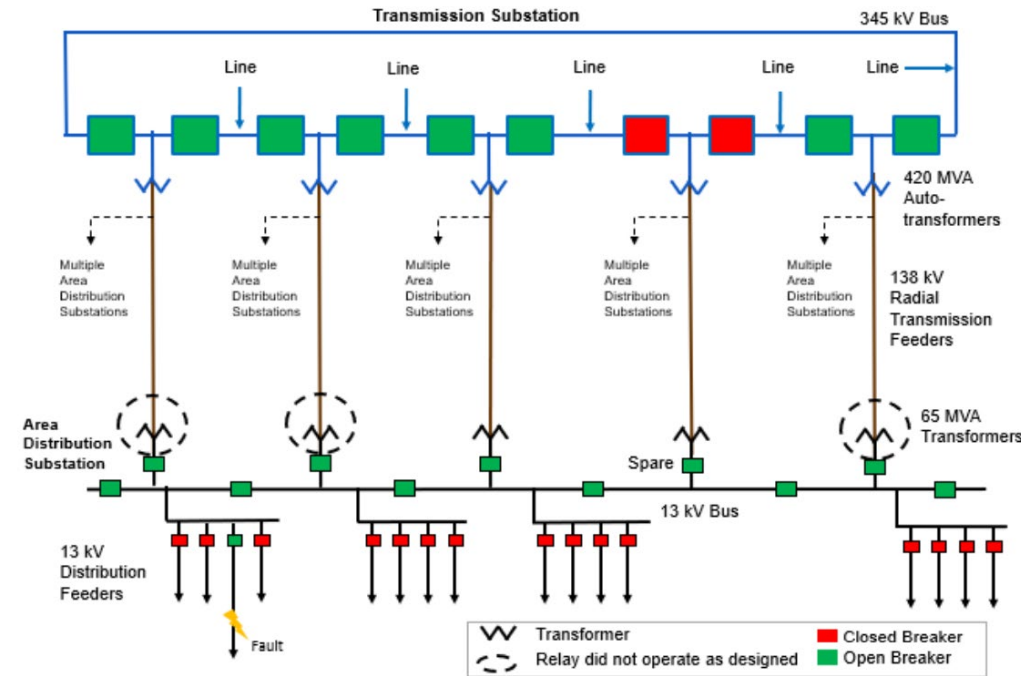 Transmission Substation
345 kV Bus
Line
Line
Line
Line
Line
420 MVA
Auto-
transformers
Multiple
Area
Distribution
Substations
Multiple
Area
Distribution
Substations
Multiple
Area
Distribution
Substations
Multiple
Area
Distribution
Substations
Multiple
Area
Distribution
Substations
138 kV
Radial
Transmission
Feeders
Area
Distribution
Substation
65 MVA
Transformers
Spare
13 kV Bus
13 kV
Distribution
Feeders
Fault
Transformer
Relay did not operate as designed
Closed Breaker
Open Breaker